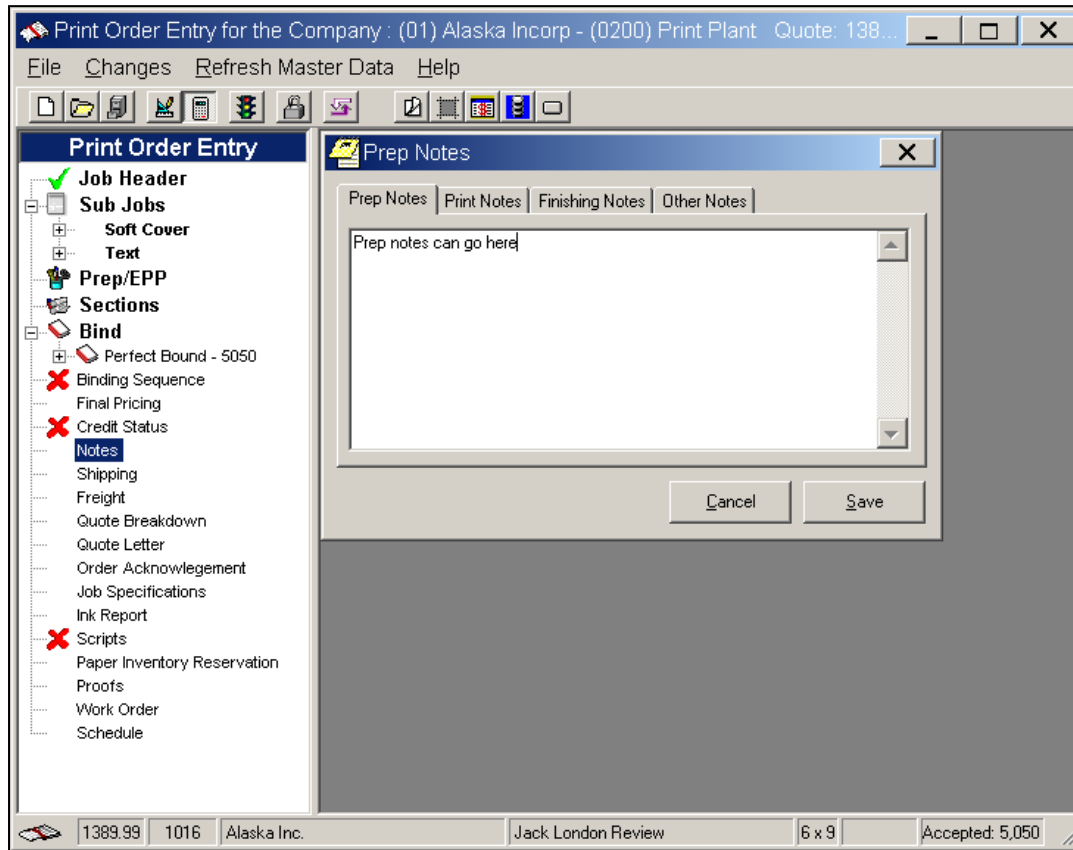 Print Order Entry for the Company : (01) Alaska Incorp - (0200) Print Plant Quote: 138...
File Changes Refresh Master Data Help
Print Order Entry
Job Header
Sub Jobs
Soft Cover
Text
Prep/EPP
Sections
Bind
Perfect Bound - 5050
Binding Sequence
Final Pricing
Credit Status
Notes
Shipping
Freight
Quote Breakdown
Quote Letter
Order Acknowlegement
Job Specifications
Ink Report
Scripts
Paper Inventory Reservation
Proofs
Work Order
Schedule
Prep Notes
Prep Notes Print Notes Finishing Notes Other Notes
Prep notes can go here
Cancel Save
1389.99 1016 Alaska Inc. Jack London Review 6 x 9 Accepted: 5,050